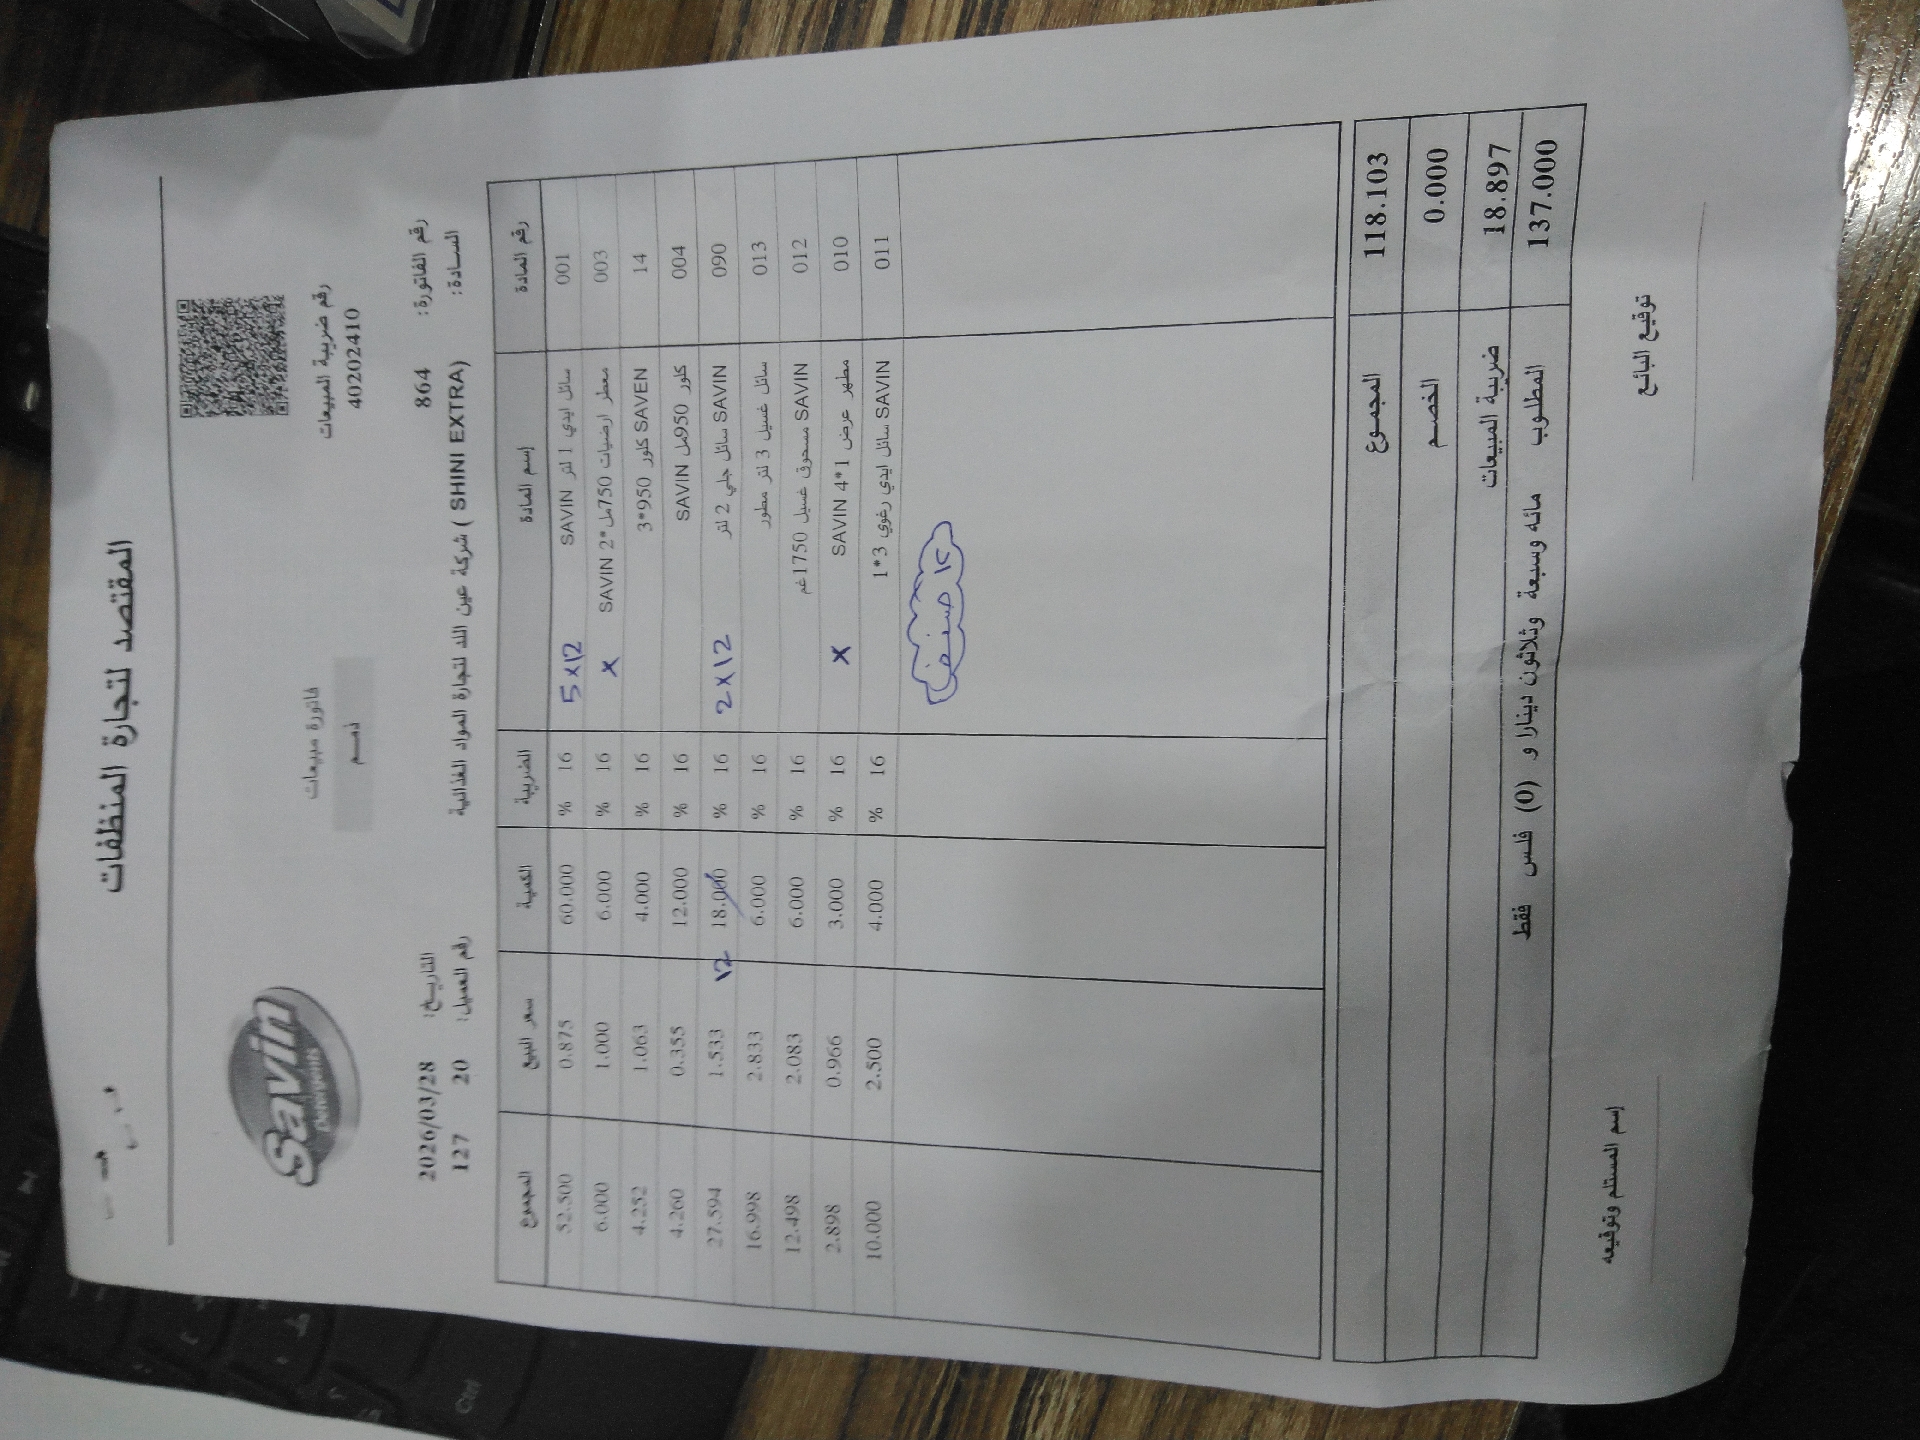 المقتصد لتجارة المنظفات
Savin
Detergents
فاتورة مبيعات
ذمم
رقم ضريبة المبيعات
402024​10
رقم الفاتورة: 864 التاريخ: 2026/03/28
السادة: شركة عين اللد لتجارة المواد الغذائية ( SHINI EXTRA) رقم العميل: 20 127
رقم المادة إسم المادة الضريبة الكمية سعر البيع المجموع
001 سائل ايدي 1 لتر SAVIN 5x12 16 % 60.000 0.875 52.500
003 معطر ارضيات 750مل*2 SAVIN x 16 % 6.000 1.000 6.000
14 كلور 950*3 SAVEN 16 % 4.000 1.063 4.252
004 كلور 950مل SAVIN 16 % 12.000 0.355 4.260
090 سائل جلي 2 لتر SAVIN 2x12 16 % 18.000 12 1.533 27.594
013 سائل غسيل 3 لتر مطور 16 % 6.000 2.833 16.998
012 مسحوق غسيل 1750غم SAVIN 16 % 6.000 2.083 12.498
010 مطهر عرض 1*4 SAVIN x 16 % 3.000 0.966 2.898
011 سائل ايدي رغوي 3*1 SAVIN 16 % 4.000 2.500 10.000
المجموع 118.103
الخصم 0.000
ضريبة المبيعات 18.897
المطلوب مائه وسبعة وثلاثون دينارا و (0) فلس فقط 137.000
توقيع البائع
إسم المستلم وتوقيعه